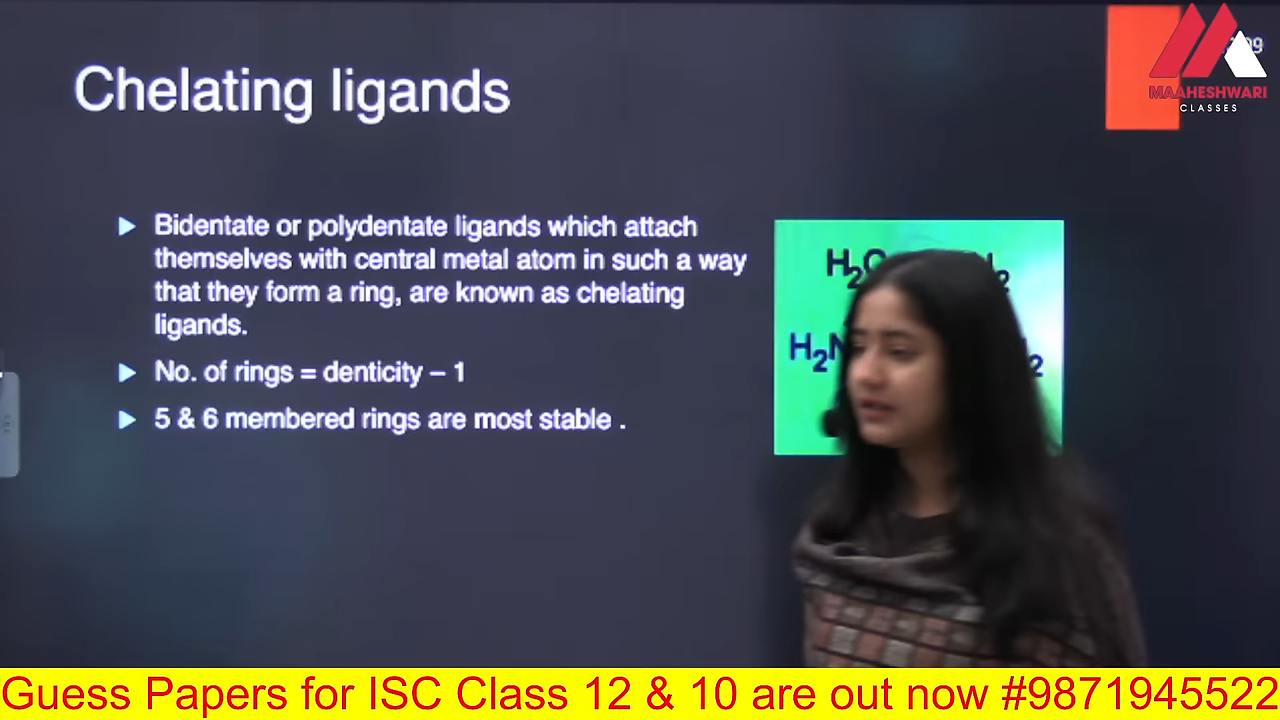 Chelating ligands
Bidentate or polydentate ligands which attach
themselves with central metal atom in such a way
that they form a ring, are known as chelating
ligands.
No. of rings = denticity – 1
5 & 6 membered rings are most stable .
MAAHESHWARI
CLASSES
Guess Papers for ISC Class 12 & 10 are out now #9871945522